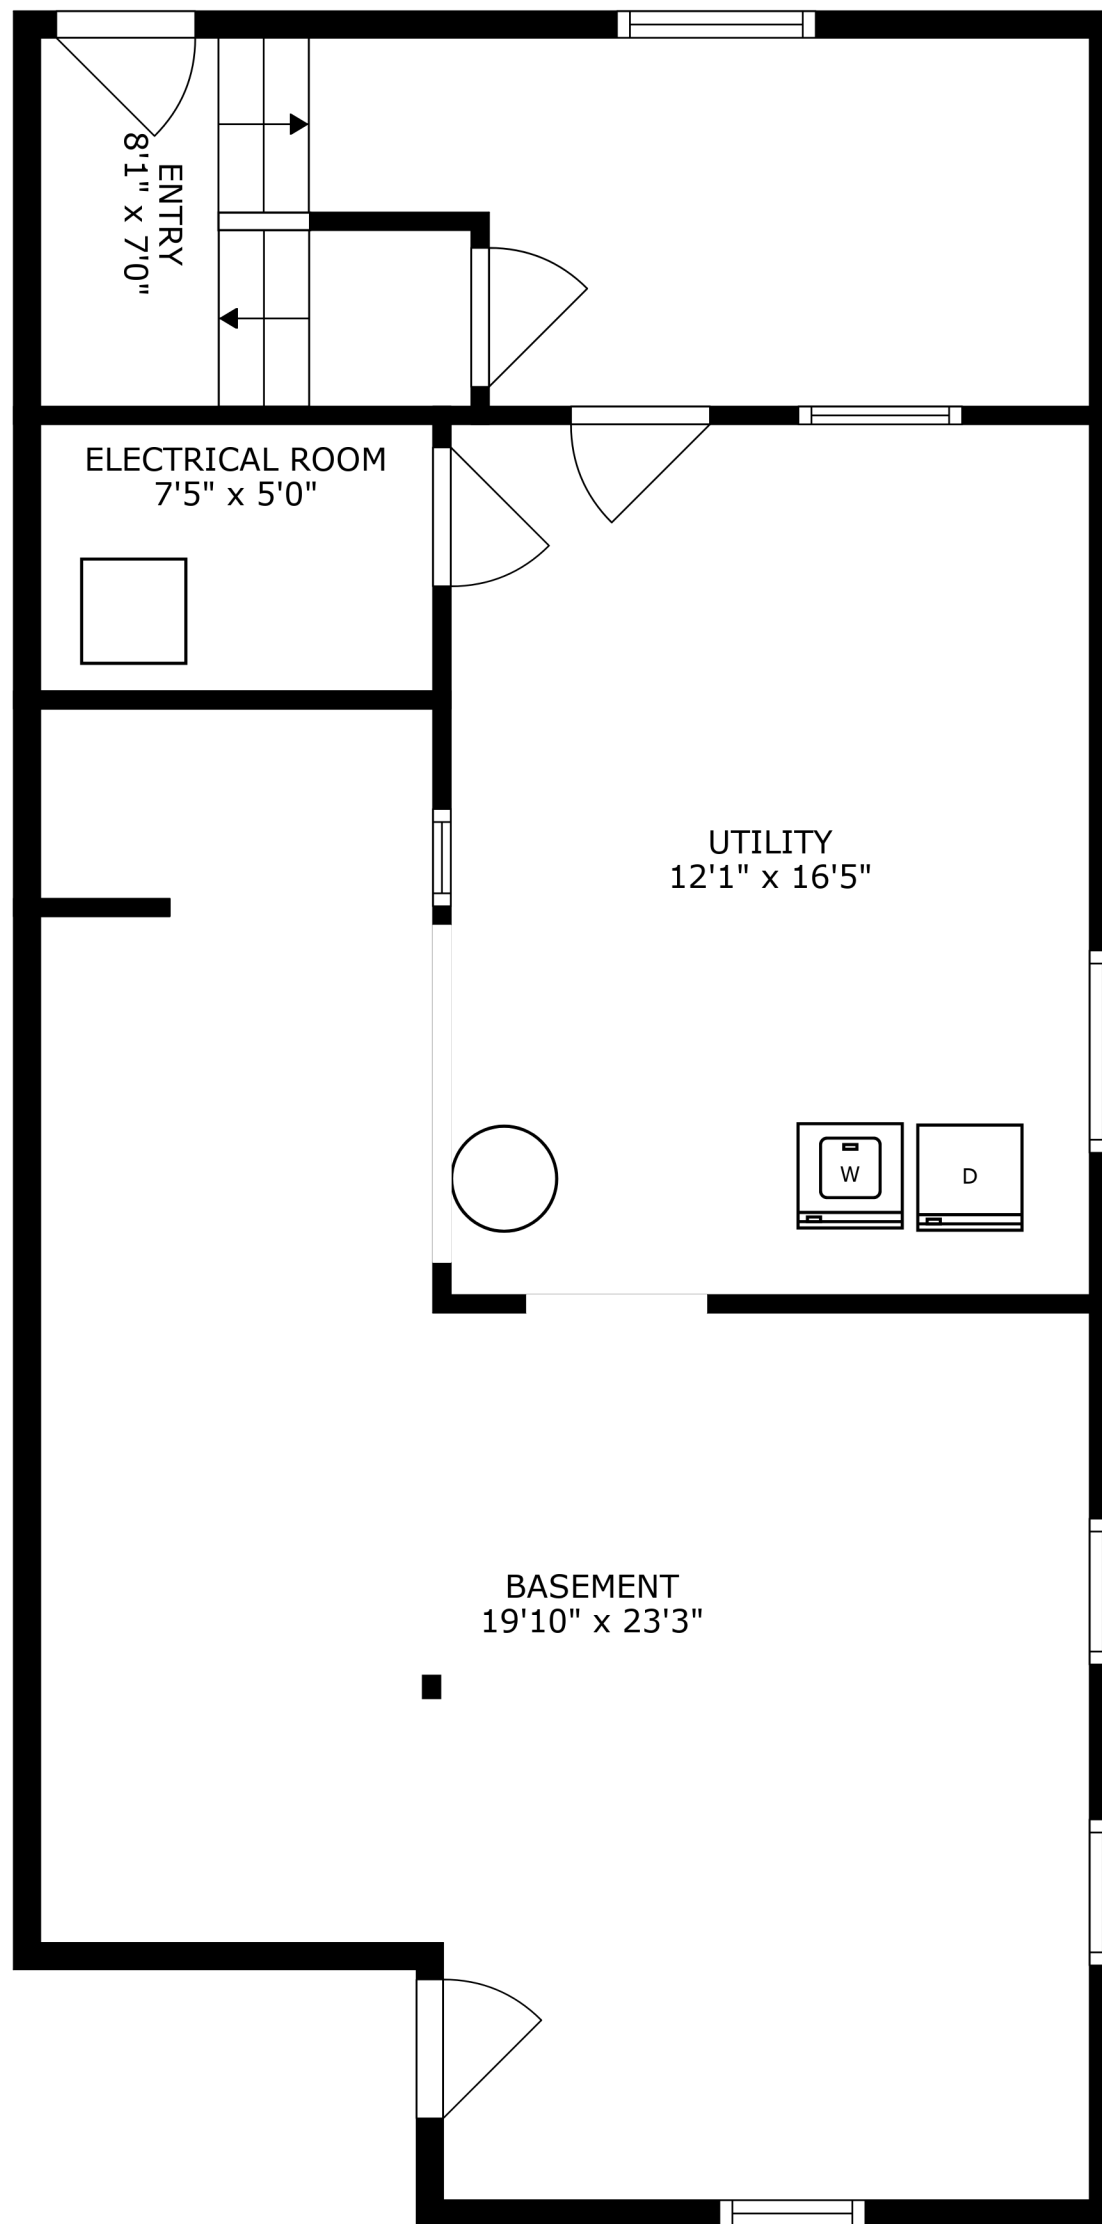 ENTRY
8'1" x 7'0"
ELECTRICAL ROOM
7'5" x 5'0"
UTILITY
12'1" x 16'5"
W
D
BASEMENT
19'10" x 23'3"